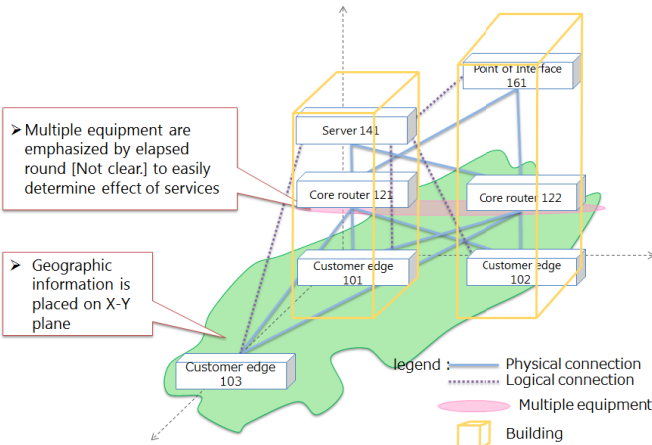 Point of Interface
161
Server 141
➢Multiple equipment are
emphasized by elapsed
round [Not clear.] to easily
determine effect of services
Core router 121
Core router 122
➢ Geographic
information is
placed on X-Y
plane
Customer edge
101
Customer edge
102
Customer edge
103
legend :
Physical connection
Logical connection
Multiple equipment
Building